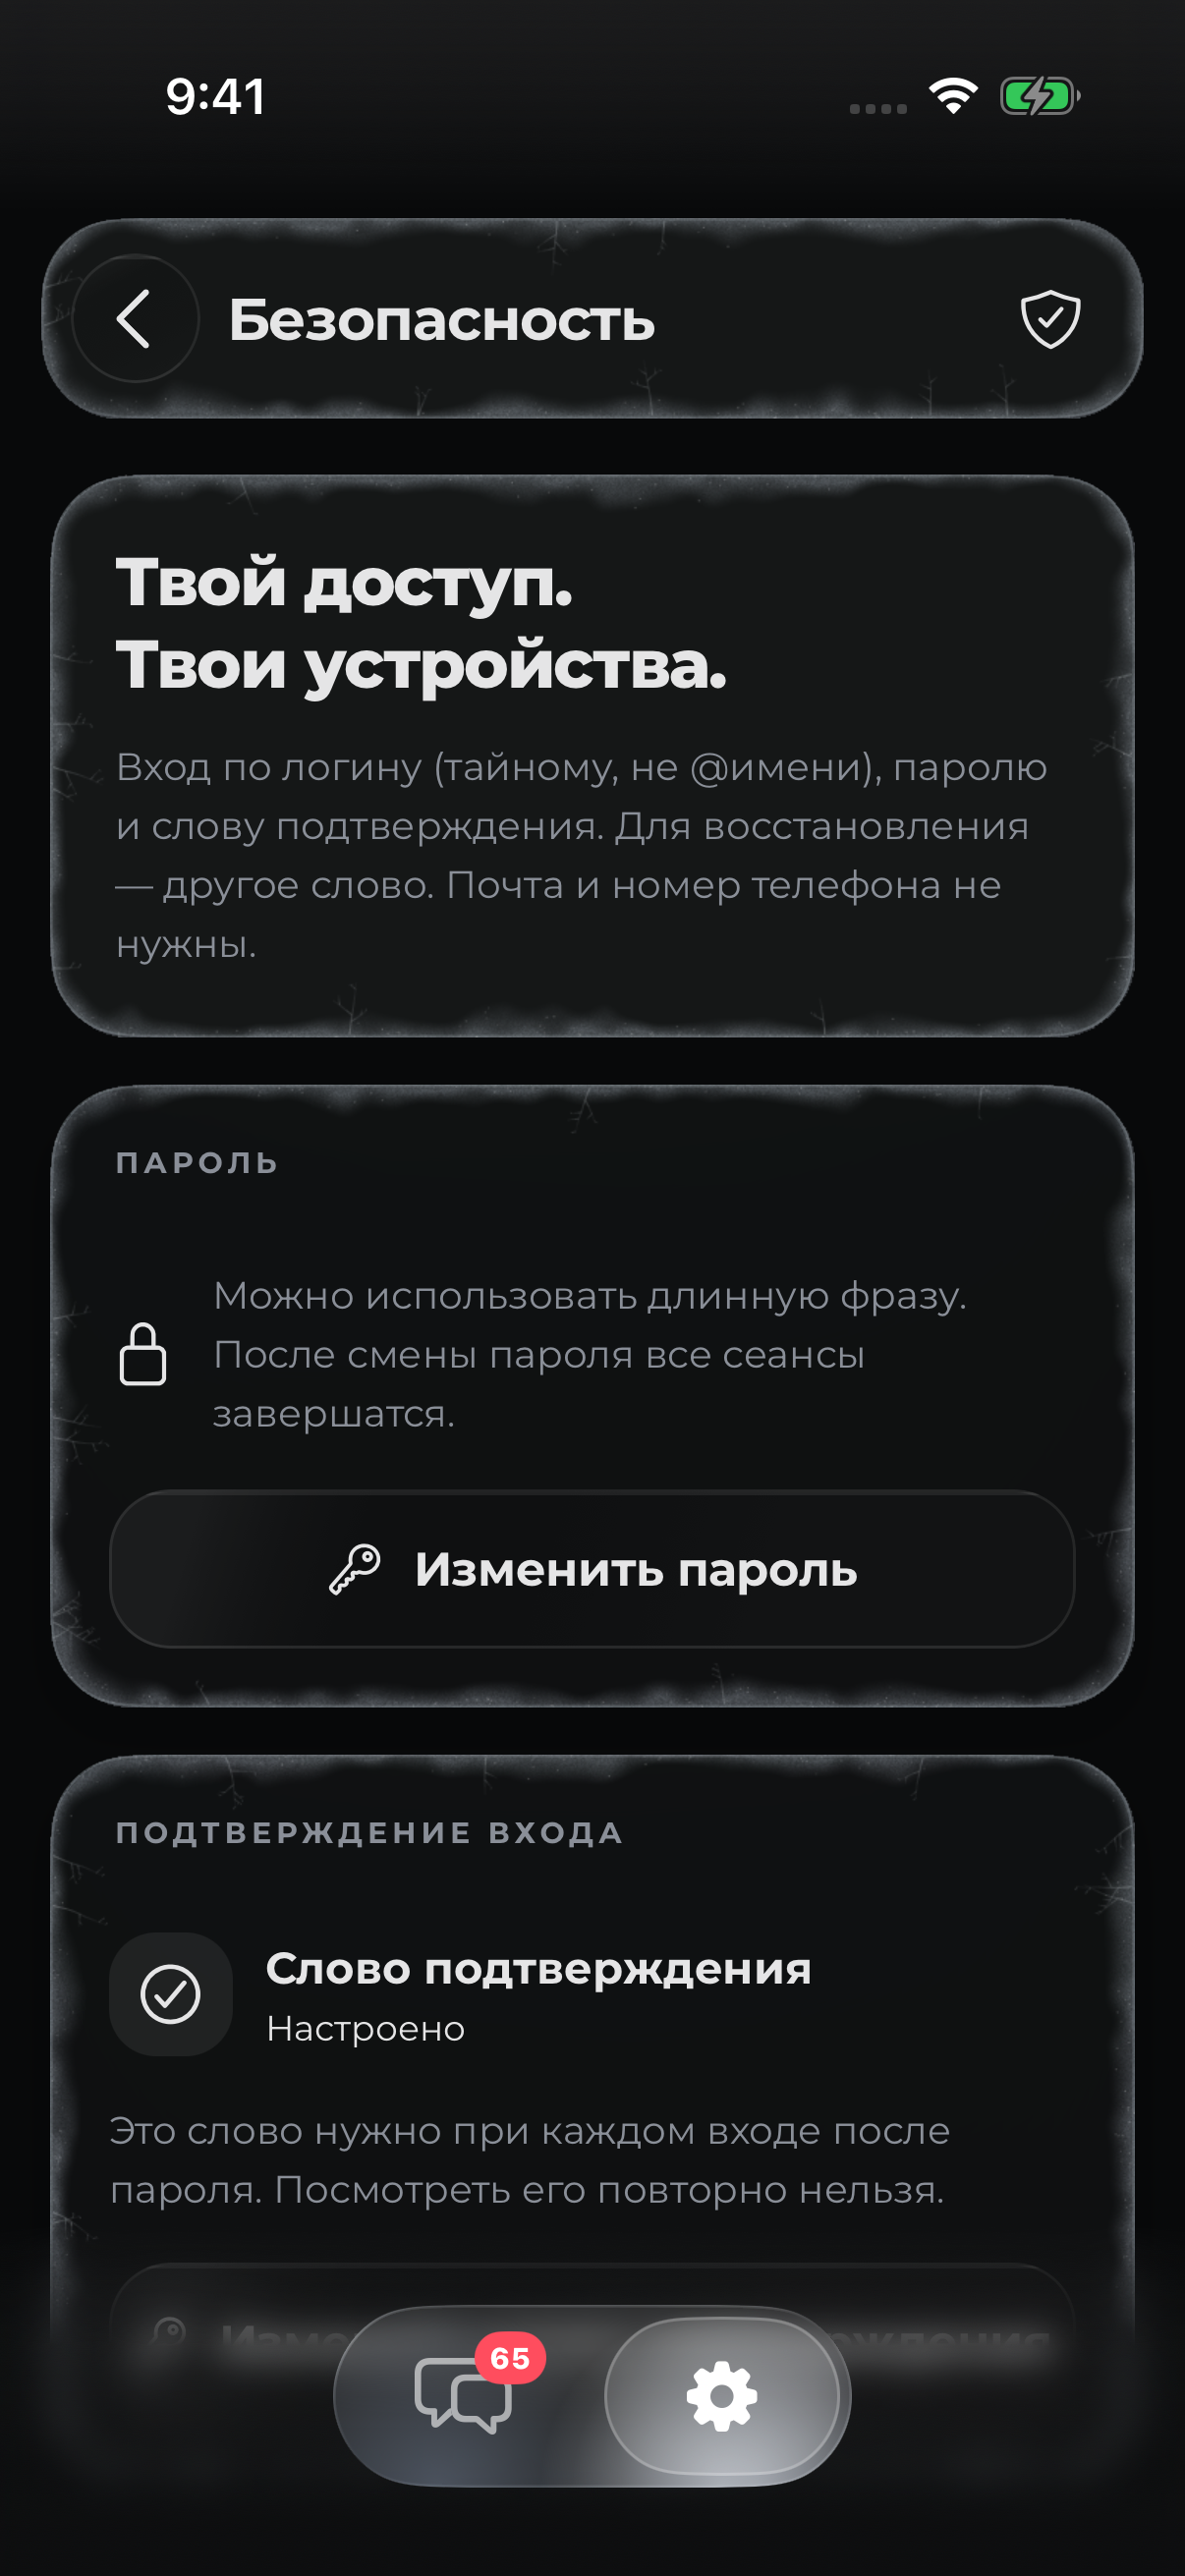 9:41
Безопасность
Твой доступ.
Твои устройства.
Вход по логину (тайному, не @имени), паролю
и слову подтверждения. Для восстановления
— другое слово. Почта и номер телефона не
нужны.
ПАРОЛЬ
Можно использовать длинную фразу.
После смены пароля все сеансы
завершатся.
Изменить пароль
ПОДТВЕРЖДЕНИЕ ВХОДА
Слово подтверждения
Настроено
Это слово нужно при каждом входе после
пароля. Посмотреть его повторно нельзя.
65